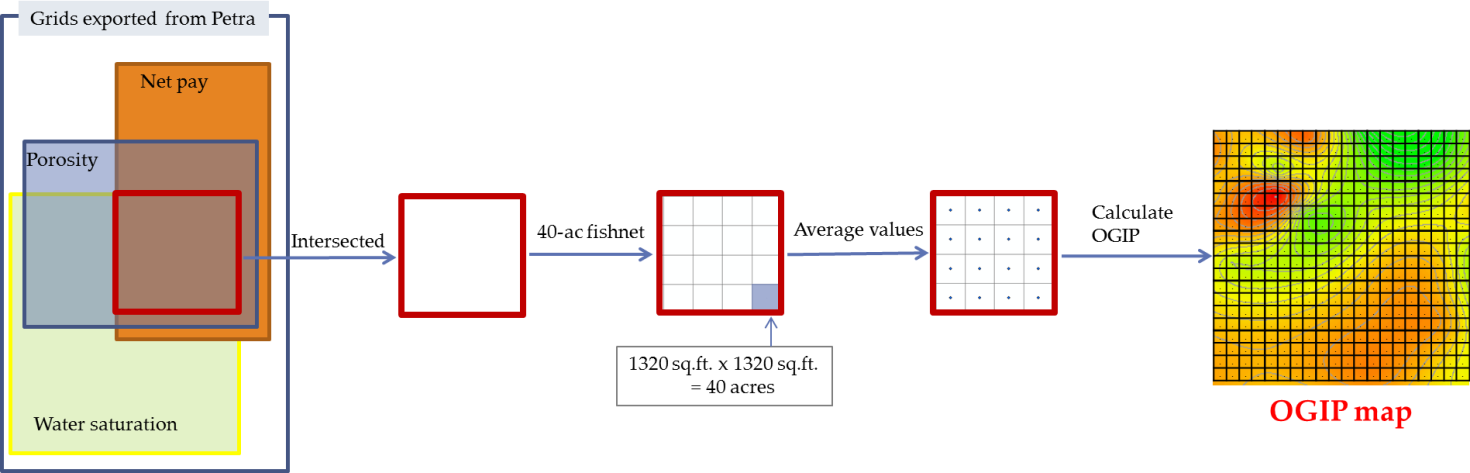 Grids exported from Petra
Net pay
Porosity
Water saturation
Intersected
40-ac fishnet
1320 sq.ft. x 1320 sq.ft.
= 40 acres
Average values
Calculate
OGIP
OGIP map